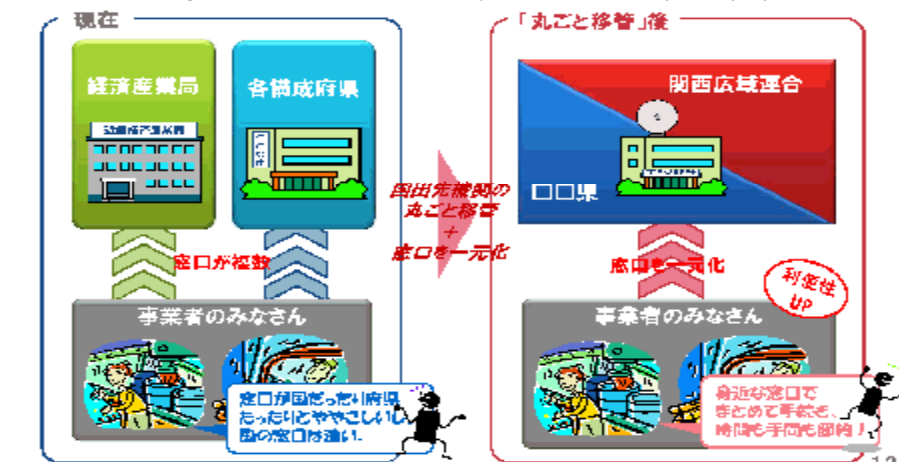 現在
経済産業局
各構成府県
窓口が複数
事業者のみなさん
窓口が国だったり府県
だったりとややこしいし、
国の窓口は遠い．
国出先機関の
丸ごと移管
+
窓口を一元化
「丸ごと移管」後
関西広域連合
□□県
窓口を一元化
利便性
UP
事業者のみなさん
身近な窓口で
まとめて手続き、
時間も手間も節約！